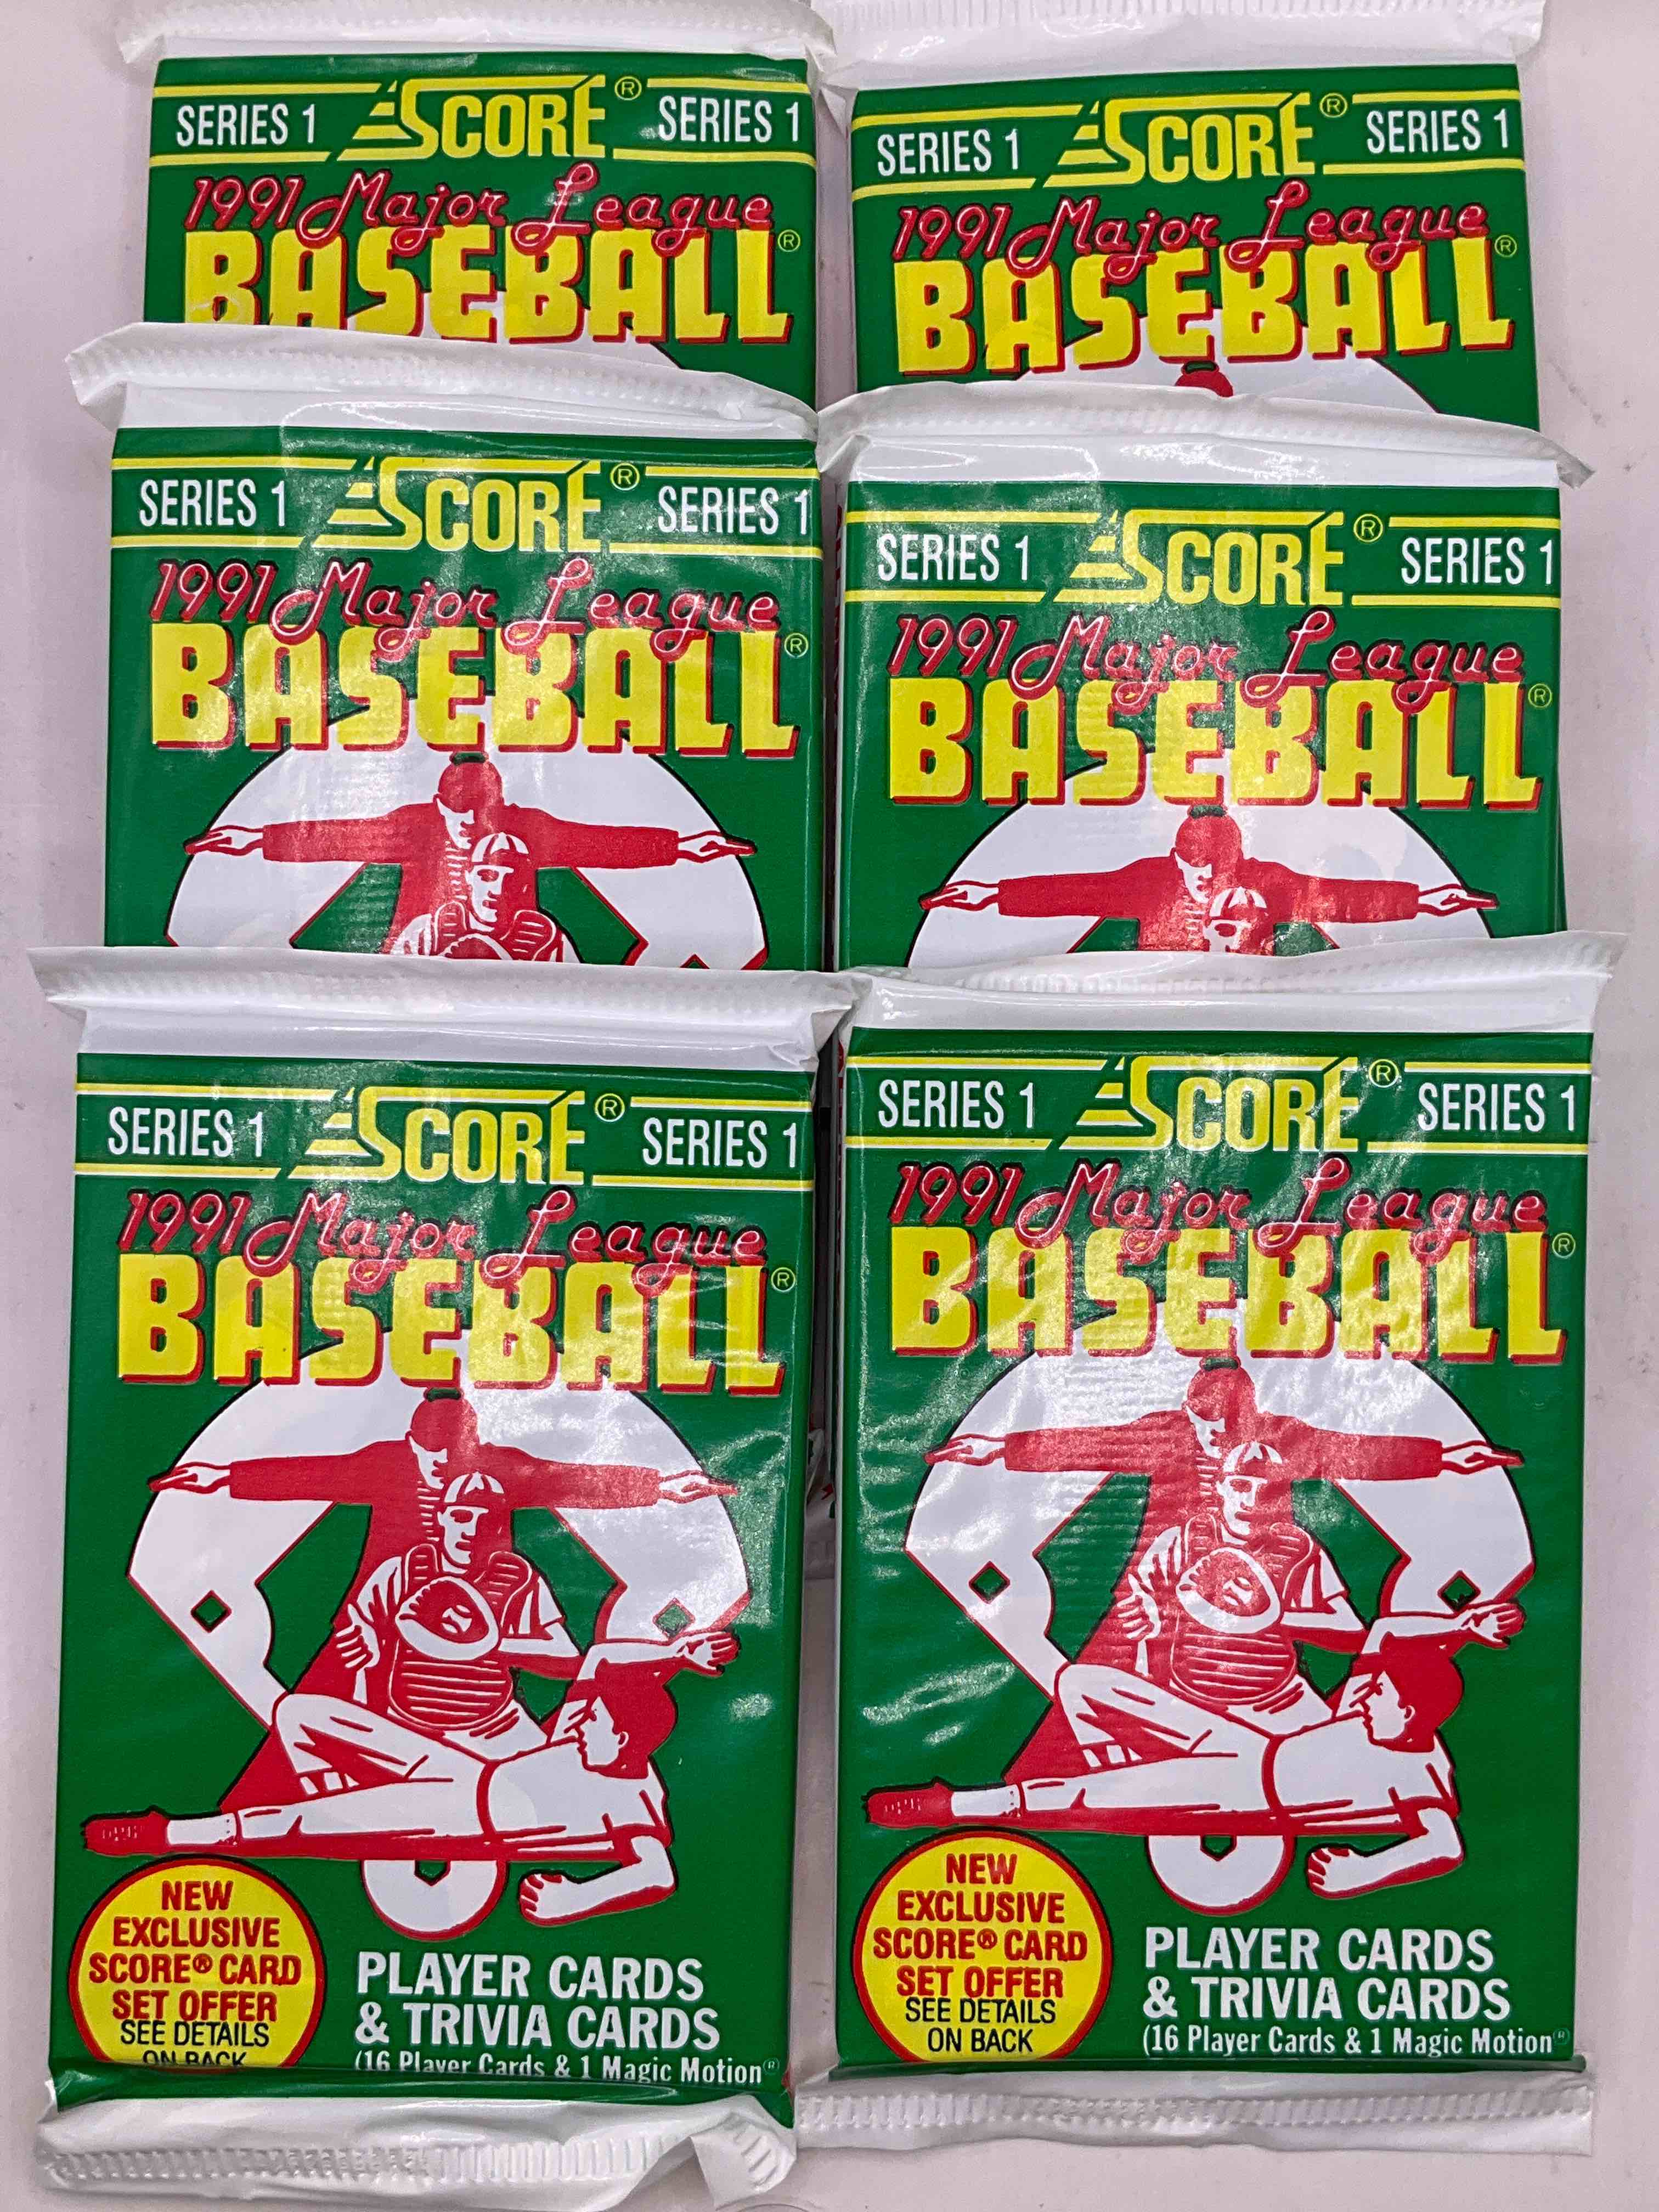 SERIES 1 SCORE® SERIES 1
1991 Major League
BASEBALL®
SERIES 1 SCORE® SERIES 1
1991 Major League
BASEBALL®
SERIES 1 SCORE® SERIES 1
1991 Major League
BASEBALL®
SERIES 1 SCORE® SERIES 1
1991 Major League
BASEBALL®
SERIES 1 SCORE® SERIES 1
1991 Major League
BASEBALL®
NEW
EXCLUSIVE
SCORE® CARD
SET OFFER
SEE DETAILS
ON BACK
PLAYER CARDS
& TRIVIA CARDS
(16 Player Cards & 1 Magic Motion®
SERIES 1 SCORE® SERIES 1
1991 Major League
BASEBALL®
NEW
EXCLUSIVE
SCORE® CARD
SET OFFER
SEE DETAILS
ON BACK
PLAYER CARDS
& TRIVIA CARDS
(16 Player Cards & 1 Magic Motion®